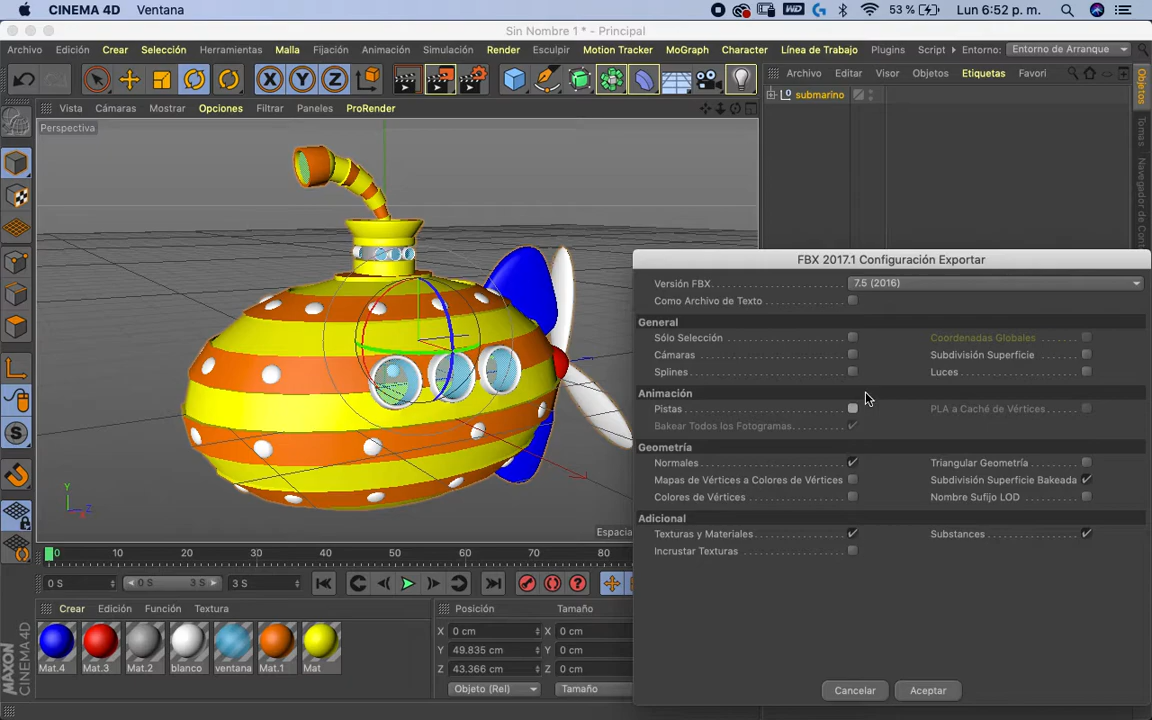 CINEMA 4D Ventana WD 53 % Lun 6:52 p. m.
Sin Nombre 1 * - Principal
Archivo Edición Crear Selección Herramientas Malla Fijación Animación Simulación Render Esculpir Motion Tracker MoGraph Character Línea de Trabajo Plugins Script Entorno: Entorno de Arranque
X Y Z
Archivo Editar Visor Objetos Etiquetas Favori
Vista Cámaras Mostrar Opciones Filtrar Paneles ProRender
submarino
Objetos
Tomas
Navegador de
Perspectiva
FBX 2017.1 Configuración Exportar
Versión FBX 7.5 (2016)
Como Archivo de Texto
General
Sólo Selección Coordenadas Globales
Cámaras Subdivisión Superficie
Splines Luces
Animación
Pistas PLA a Caché de Vértices
Bakear Todos los Fotogramas
Geometría
Normales Triangular Geometría
Mapas de Vértices a Colores de Vértices Subdivisión Superficie Bakeada
Colores de Vértices Nombre Sufijo LOD
Adicional
Texturas y Materiales Substances
Incrustar Texturas
Cancelar Aceptar
Y
Z
Espacia
0 10 20 30 40 50 60 70 80
0 S 0 S 3 S 3 S
Crear Edición Función Textura
Mat.4 Mat.3 Mat.2 blanco ventana Mat.1 Mat
Posición Tamaño
X 0 cm X 0 cm
Y 49.835 cm Y 0 cm
Z 43.366 cm Z 0 cm
Objeto (Rel) Tamaño
MAXON
CINEMA 4D